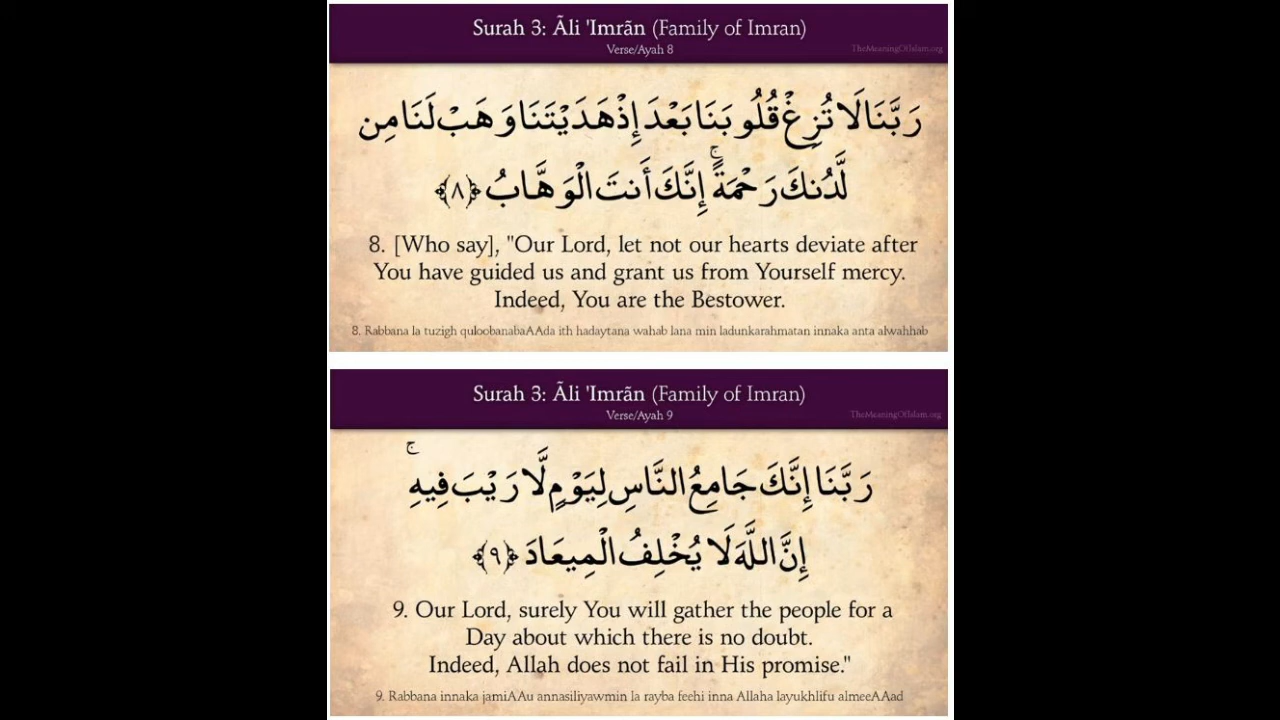 Surah 3: Ãli 'Imrãn (Family of Imran)
Verse/Ayah 8
TheMeaningOfIslam.org
رَبَّنَا لَا تُزِغْ قُلُوبَنَا بَعْدَ إِذْ هَدَيْتَنَا وَهَبْ لَنَا مِن
لَّدُنكَ رَحْمَةً ۚ إِنَّكَ أَنتَ الْوَهَّابُ ﴿٨﴾
8. [Who say], "Our Lord, let not our hearts deviate after
You have guided us and grant us from Yourself mercy.
Indeed, You are the Bestower.
8. Rabbana la tuzigh quloobanabaAAda ith hadaytana wahab lana min ladunkarahmatan innaka anta alwahhab
Surah 3: Ãli 'Imrãn (Family of Imran)
Verse/Ayah 9
TheMeaningOfIslam.org
رَبَّنَا إِنَّكَ جَامِعُ النَّاسِ لِيَوْمٍ لَّا رَيْبَ فِيهِ ۚ
إِنَّ اللَّهَ لَا يُخْلِفُ الْمِيعَادَ ﴿٩﴾
9. Our Lord, surely You will gather the people for a
Day about which there is no doubt.
Indeed, Allah does not fail in His promise."
9. Rabbana innaka jamiAAu annasiliyawmin la rayba feehi inna Allaha layukhlifu almeeAAad